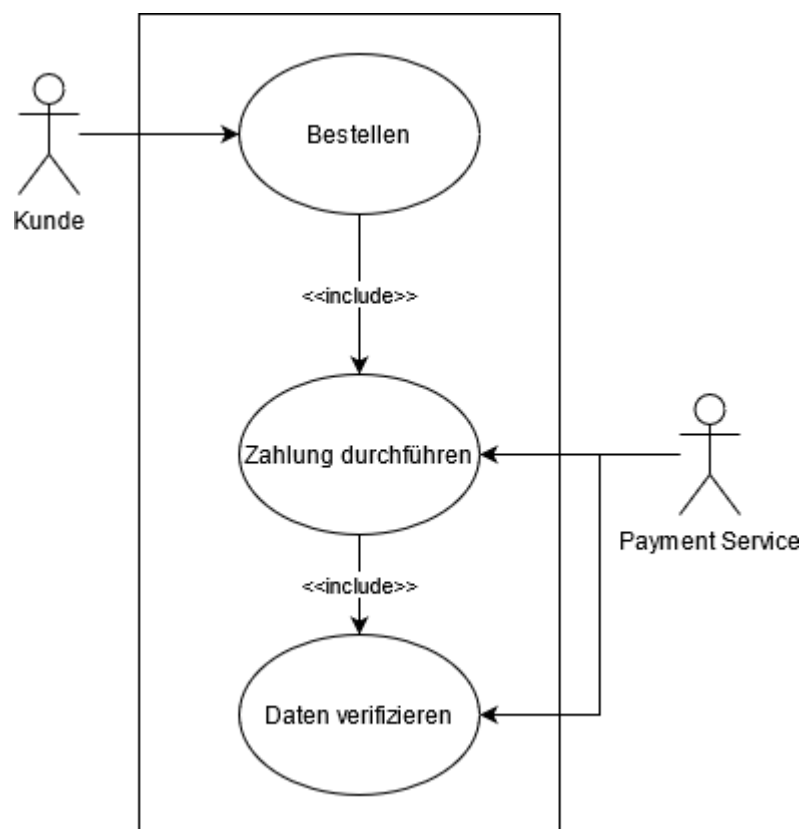 Bestellen
Kunde
<<include>>
Zahlung durchführen
Payment Service
<<include>>
Daten verifizieren